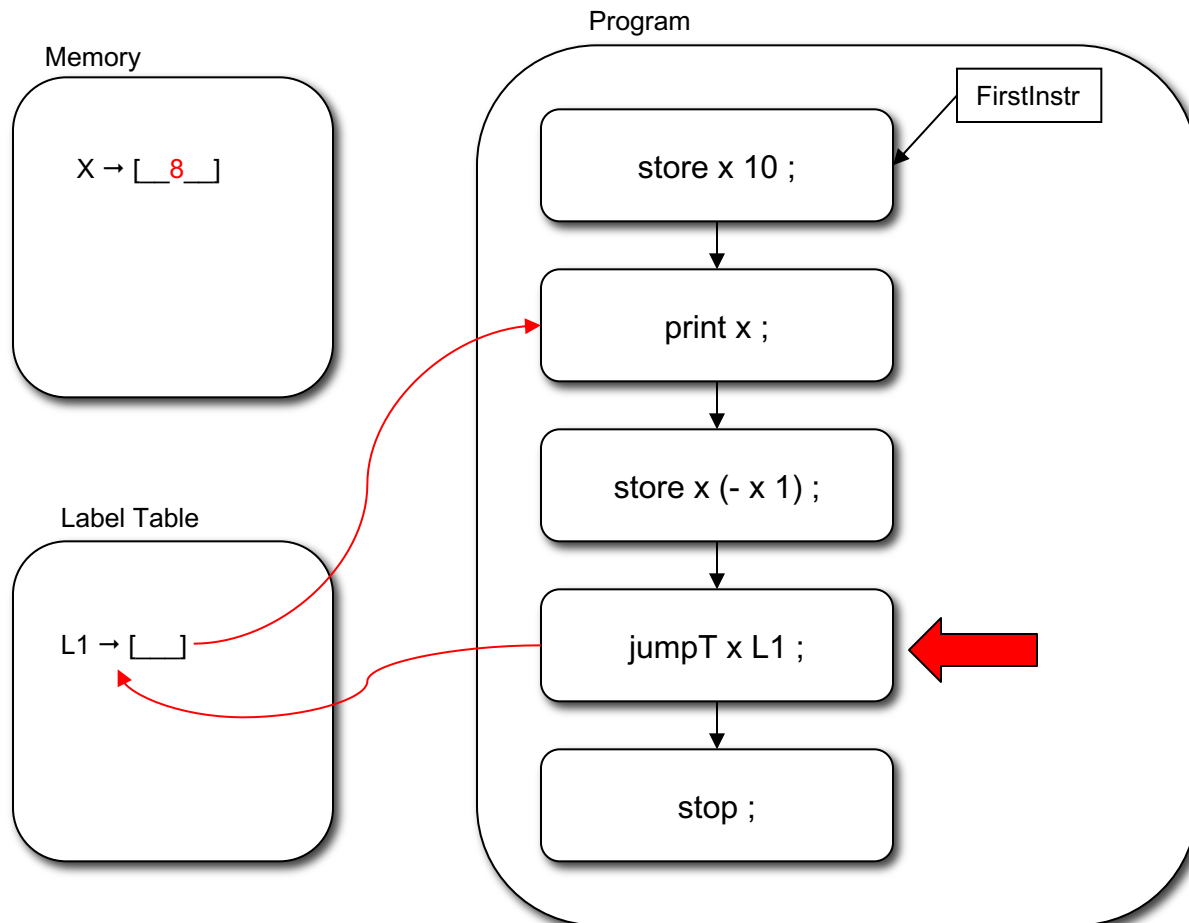 Program
Memory
FirstInstr
X → [__8__]
store x 10 ;
print x ;
store x (- x 1) ;
Label Table
L1 → [___]
jumpT x L1 ;
stop ;